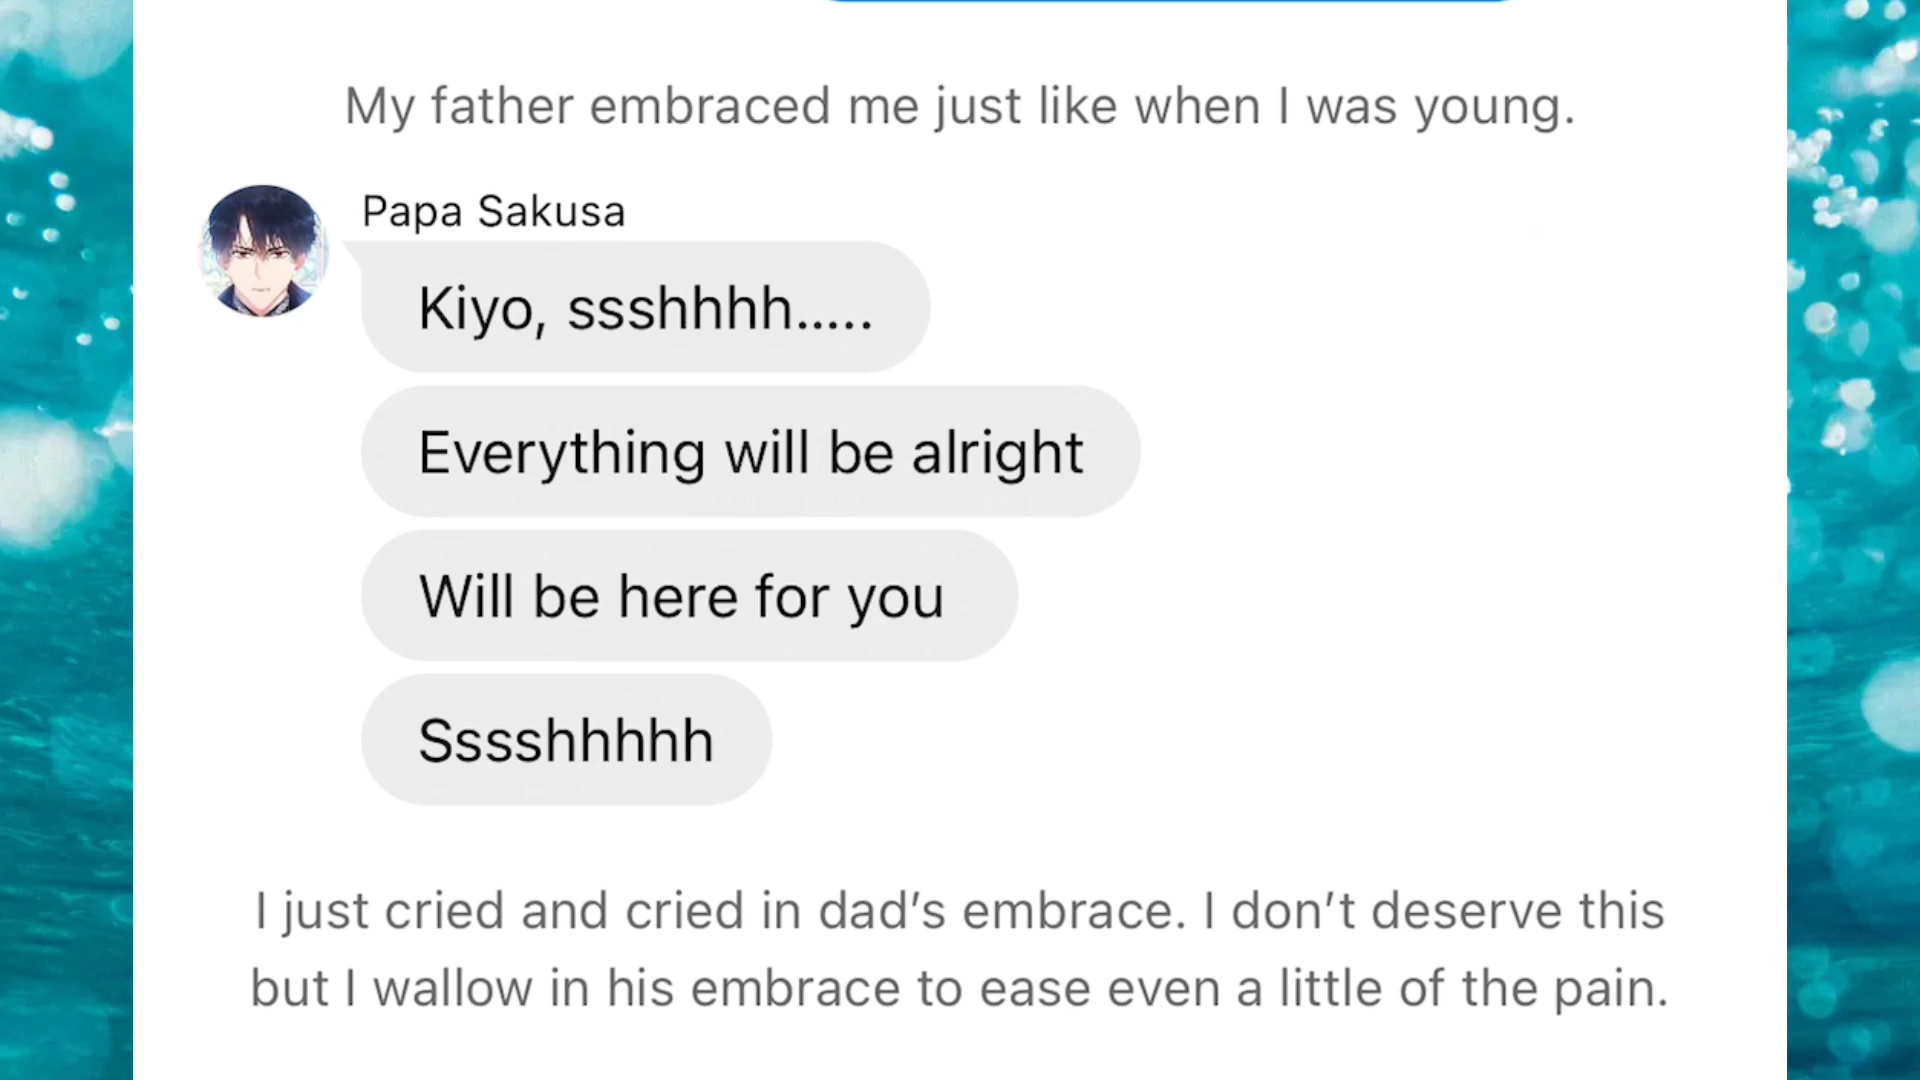 My father embraced me just like when I was young.
Papa Sakusa
Kiyo, ssshhhh.....
Everything will be alright
Will be here for you
Sssshhhhh
I just cried and cried in dad’s embrace. I don’t deserve this
but I wallow in his embrace to ease even a little of the pain.